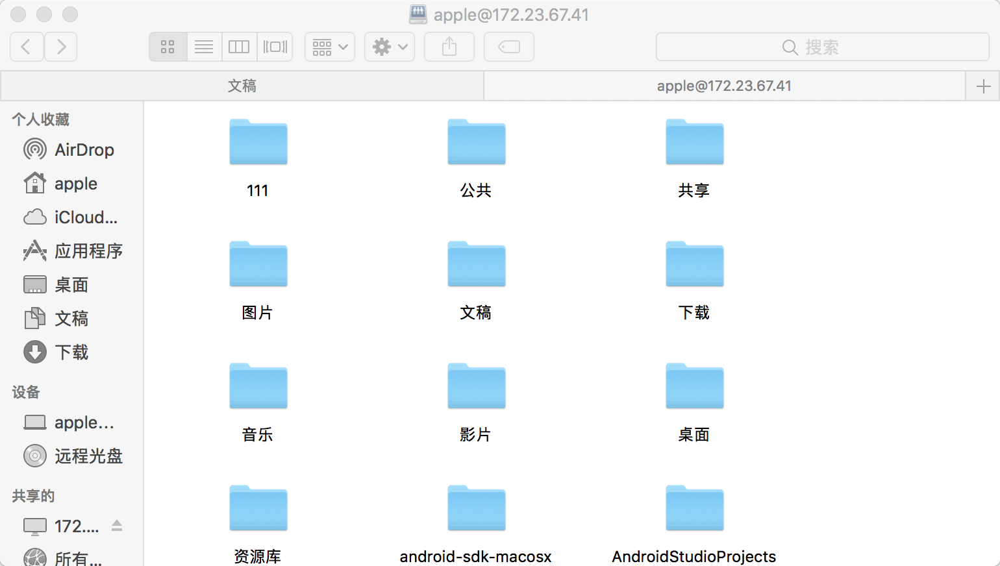 apple@172.23.67.41
搜索
文稿
apple@172.23.67.41
个人收藏
AirDrop
apple
iCloud...
应用程序
桌面
文稿
下载
设备
apple...
远程光盘
共享的
172....
所有...
111
公共
共享
图片
文稿
下载
音乐
影片
桌面
资源库
android-sdk-macosx
AndroidStudioProjects